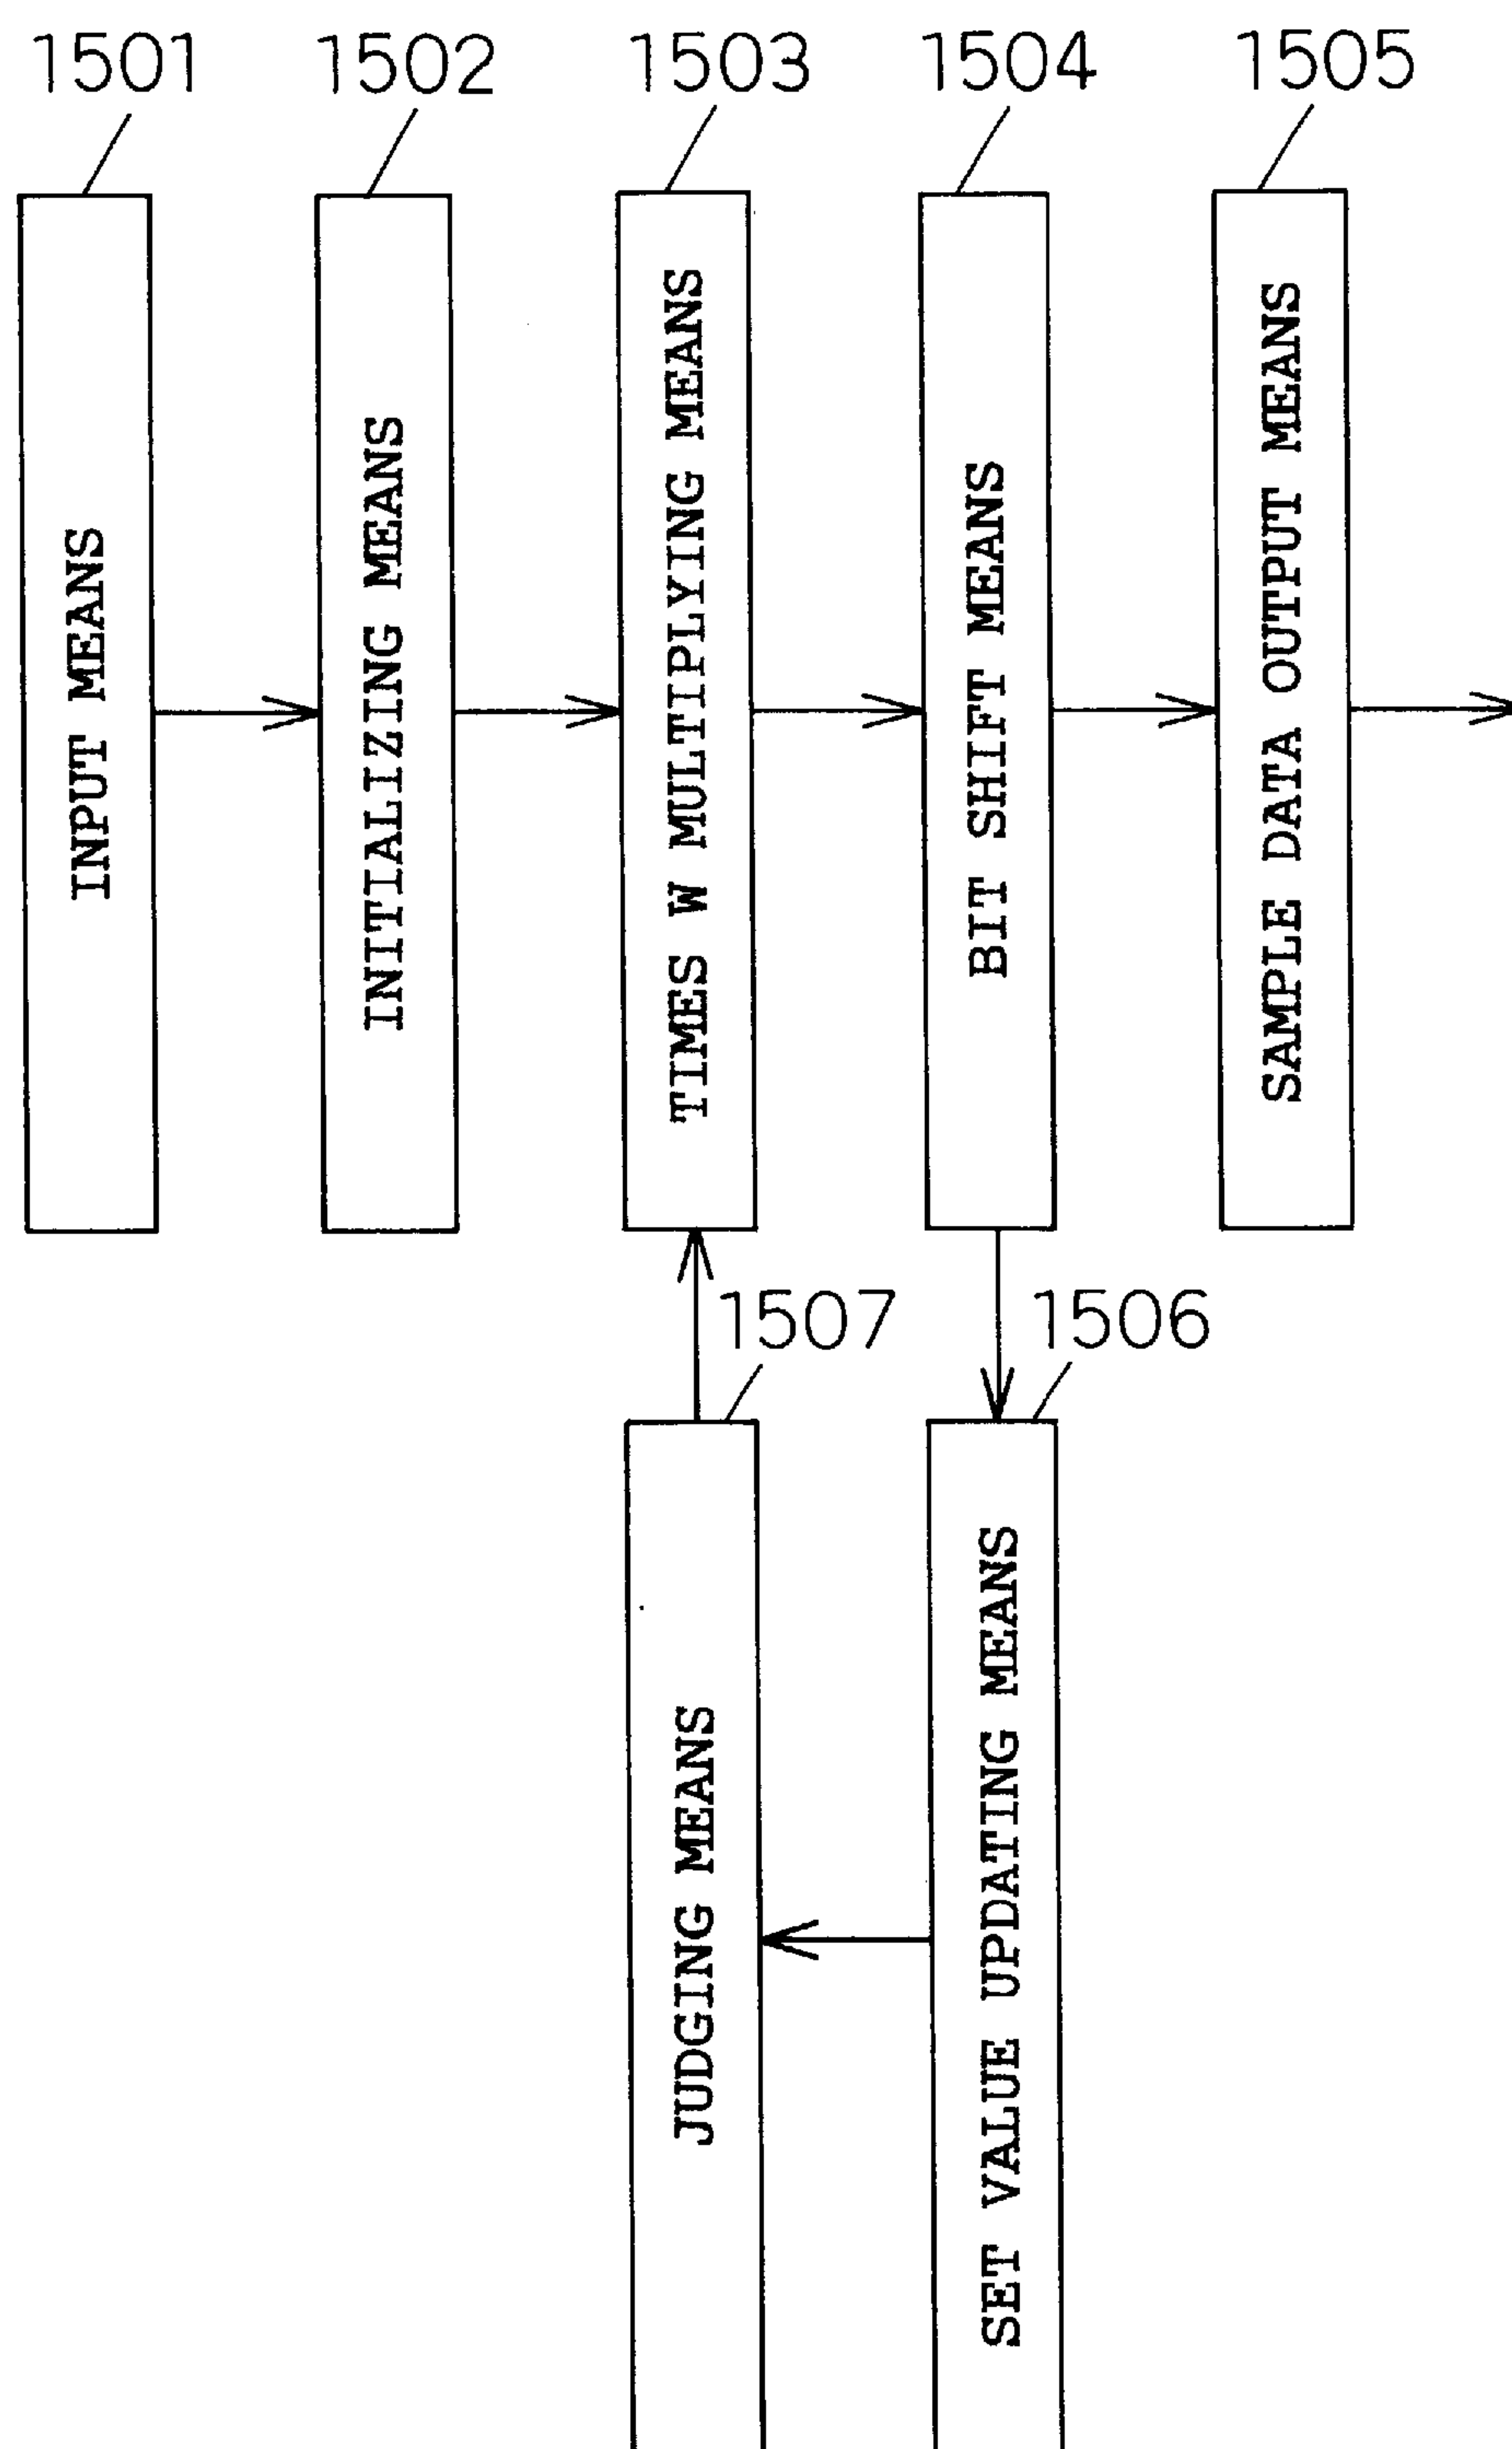 1501
1502
1503
1504
1505
INPUT MEANS
INITIALIZING MEANS
TIMES W MULTIPLYING MEANS
BIT SHIFT MEANS
SAMPLE DATA OUTPUT MEANS
1507
1506
JUDGING MEANS
SET VALUE UPDATING MEANS